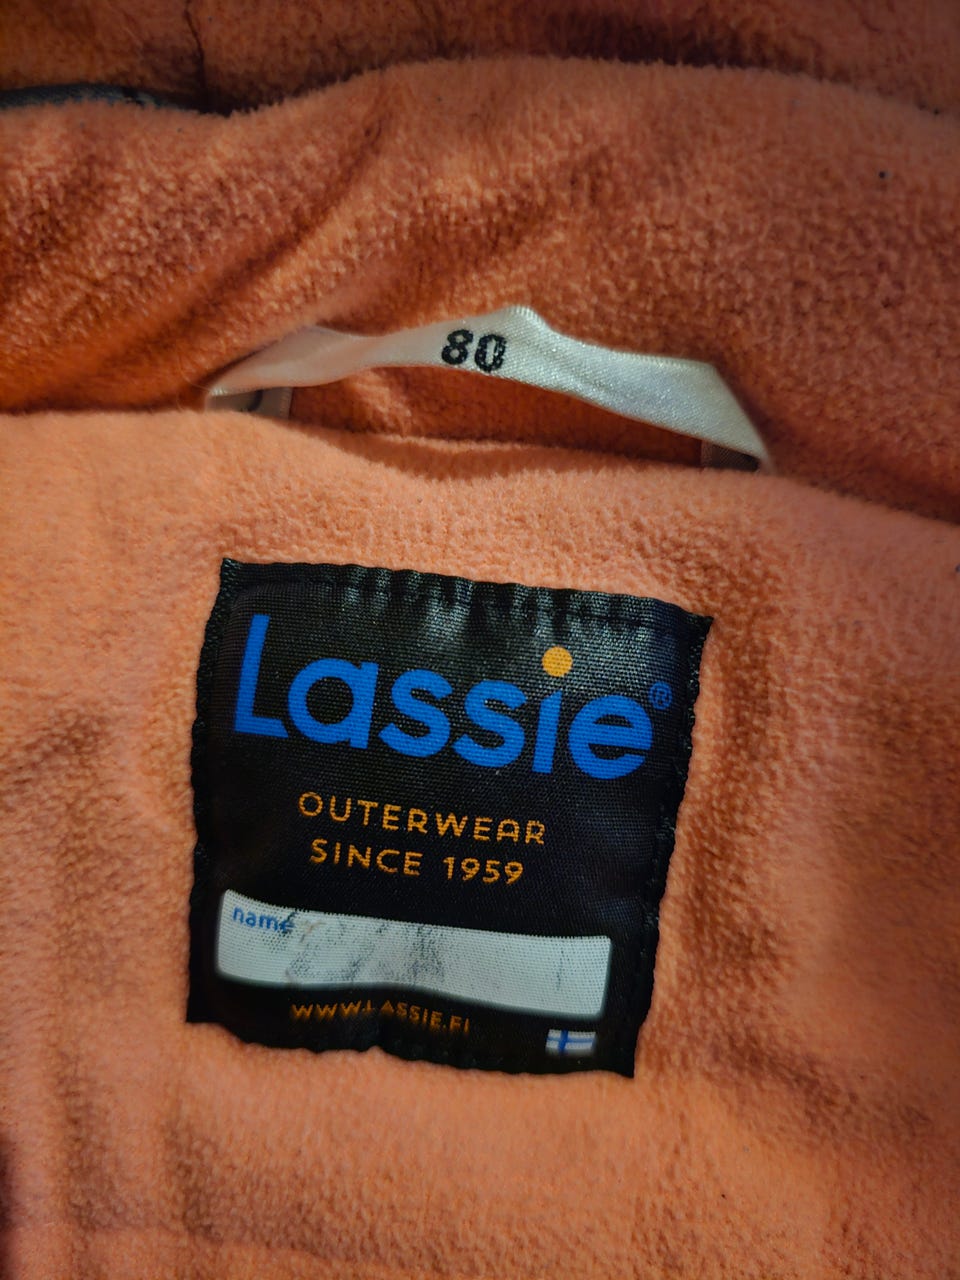 80
Lassie®
OUTERWEAR
SINCE 1959
name
WWW.LASSIE.FI